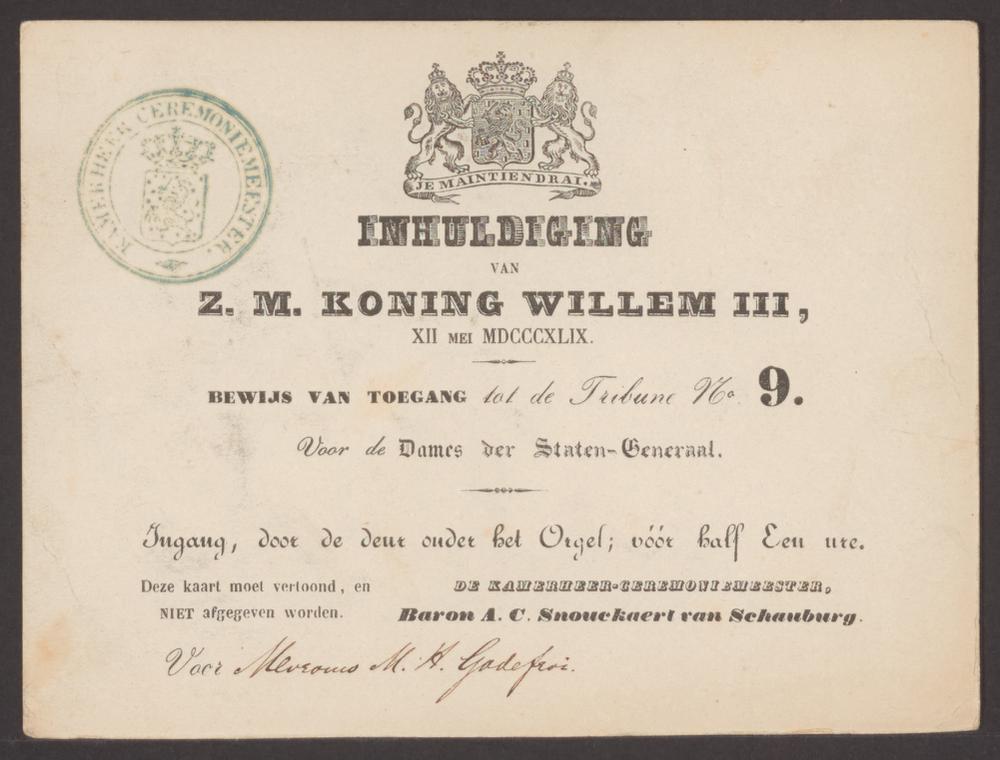 KAMERHEER CEREMONIEMEESTER.
JE MAINTIENDRAI.
INHULDIGING
VAN
Z. M. KONING WILLEM III,
XII MEI MDCCCXLIX.
BEWIJS VAN TOEGANG tot de Tribune No. 9.
Voor de Dames der Staten-Generaal.
Ingang, door de deur onder het Orgel; vóór half Een ure.
Deze kaart moet vertoond, en
NIET afgegeven worden.
DE KAMERHEER-CEREMONIEMEESTER,
Baron A. C. Snouckaert van Schauburg.
Voor Mevrouw M. H. Godefroi.